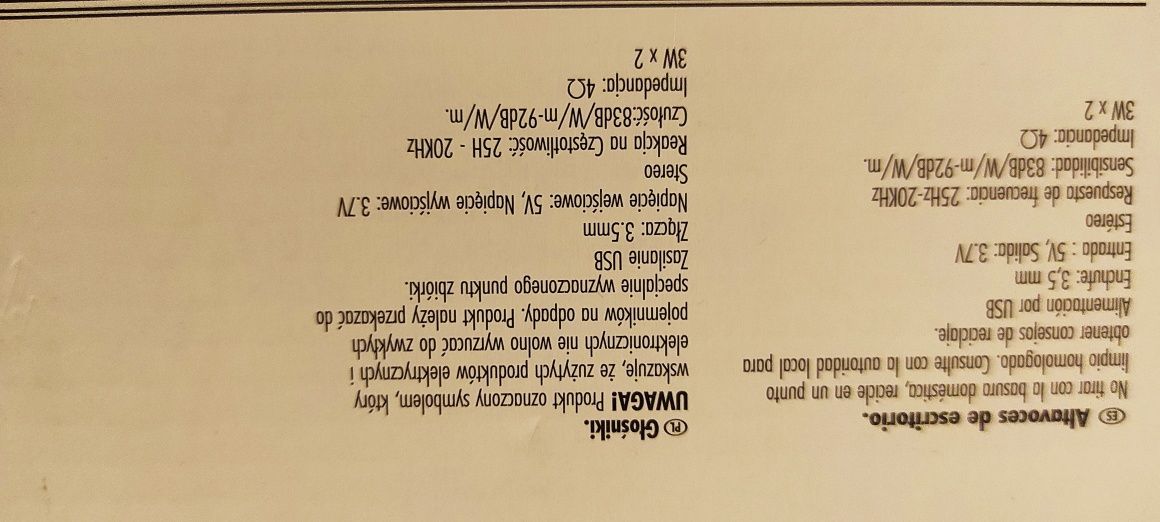 ES Altavoces de escritorio.
No tirar con la basura doméstica, recicle en un punto
limpio homologado. Consulte con la autoridad local para
obtener consejos de reciclaje.
Alimentación por USB
Enchufe: 3,5 mm
Entrada : 5V, Salida: 3.7V
Estéreo
Respuesta de frecuencia: 25Hz-20KHz
Sensibilidad: 83dB/W/m-92dB/W/m.
Impedancia: 4Ω
3W x 2
PL Głośniki.
UWAGA! Produkt oznaczony symbolem, który
wskazuje, że zużytych produktów elektrycznych i
elektronicznych nie wolno wyrzucać do zwykłych
pojemników na odpady. Produkt należy przekazać do
specjalnie wyznaczonego punktu zbiórki.
Zasilanie USB
Złącza: 3.5mm
Napięcie wejściowe: 5V, Napięcie wyjściowe: 3.7V
Stereo
Reakcja na Częstotliwość: 25H - 20KHz
Czułość:83dB/W/m-92dB/W/m.
Impedancja: 4Ω
3W x 2